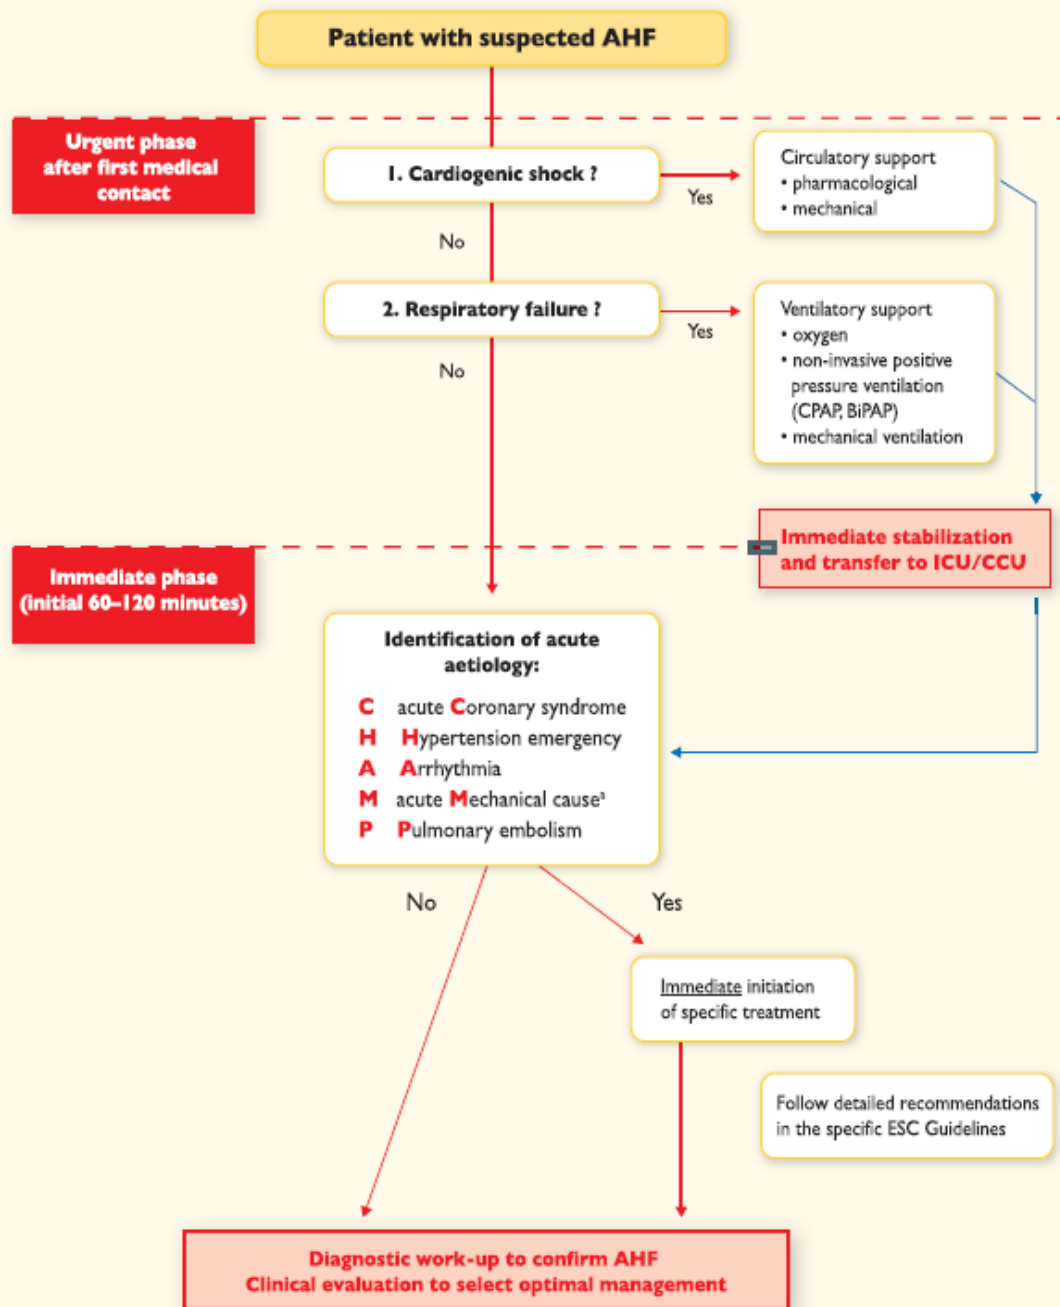 Patient with suspected AHF
Urgent phase
after first medical
contact
1. Cardiogenic shock ?
Yes
Circulatory support
• pharmacological
• mechanical
No
2. Respiratory failure ?
Yes
Ventilatory support
• oxygen
• non-invasive positive
pressure ventilation
(CPAP, BiPAP)
• mechanical ventilation
No
Immediate stabilization
and transfer to ICU/CCU
Immediate phase
(initial 60–120 minutes)
Identification of acute
aetiology:
C acute Coronary syndrome
H Hypertension emergency
A Arrhythmia
M acute Mechanical causeᵃ
P Pulmonary embolism
No
Yes
Immediate initiation
of specific treatment
Follow detailed recommendations
in the specific ESC Guidelines
Diagnostic work-up to confirm AHF
Clinical evaluation to select optimal management